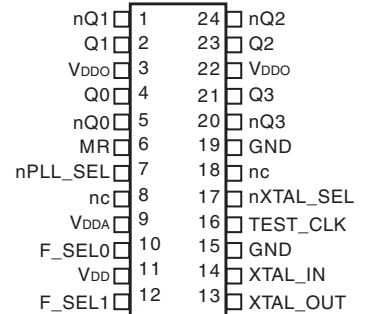 nQ1 1 24 nQ2
Q1 2 23 Q2
VDDO 3 22 VDDO
Q0 4 21 Q3
nQ0 5 20 nQ3
MR 6 19 GND
nPLL_SEL 7 18 nc
nc 8 17 nXTAL_SEL
VDDA 9 16 TEST_CLK
F_SEL0 10 15 GND
VDD 11 14 XTAL_IN
F_SEL1 12 13 XTAL_OUT